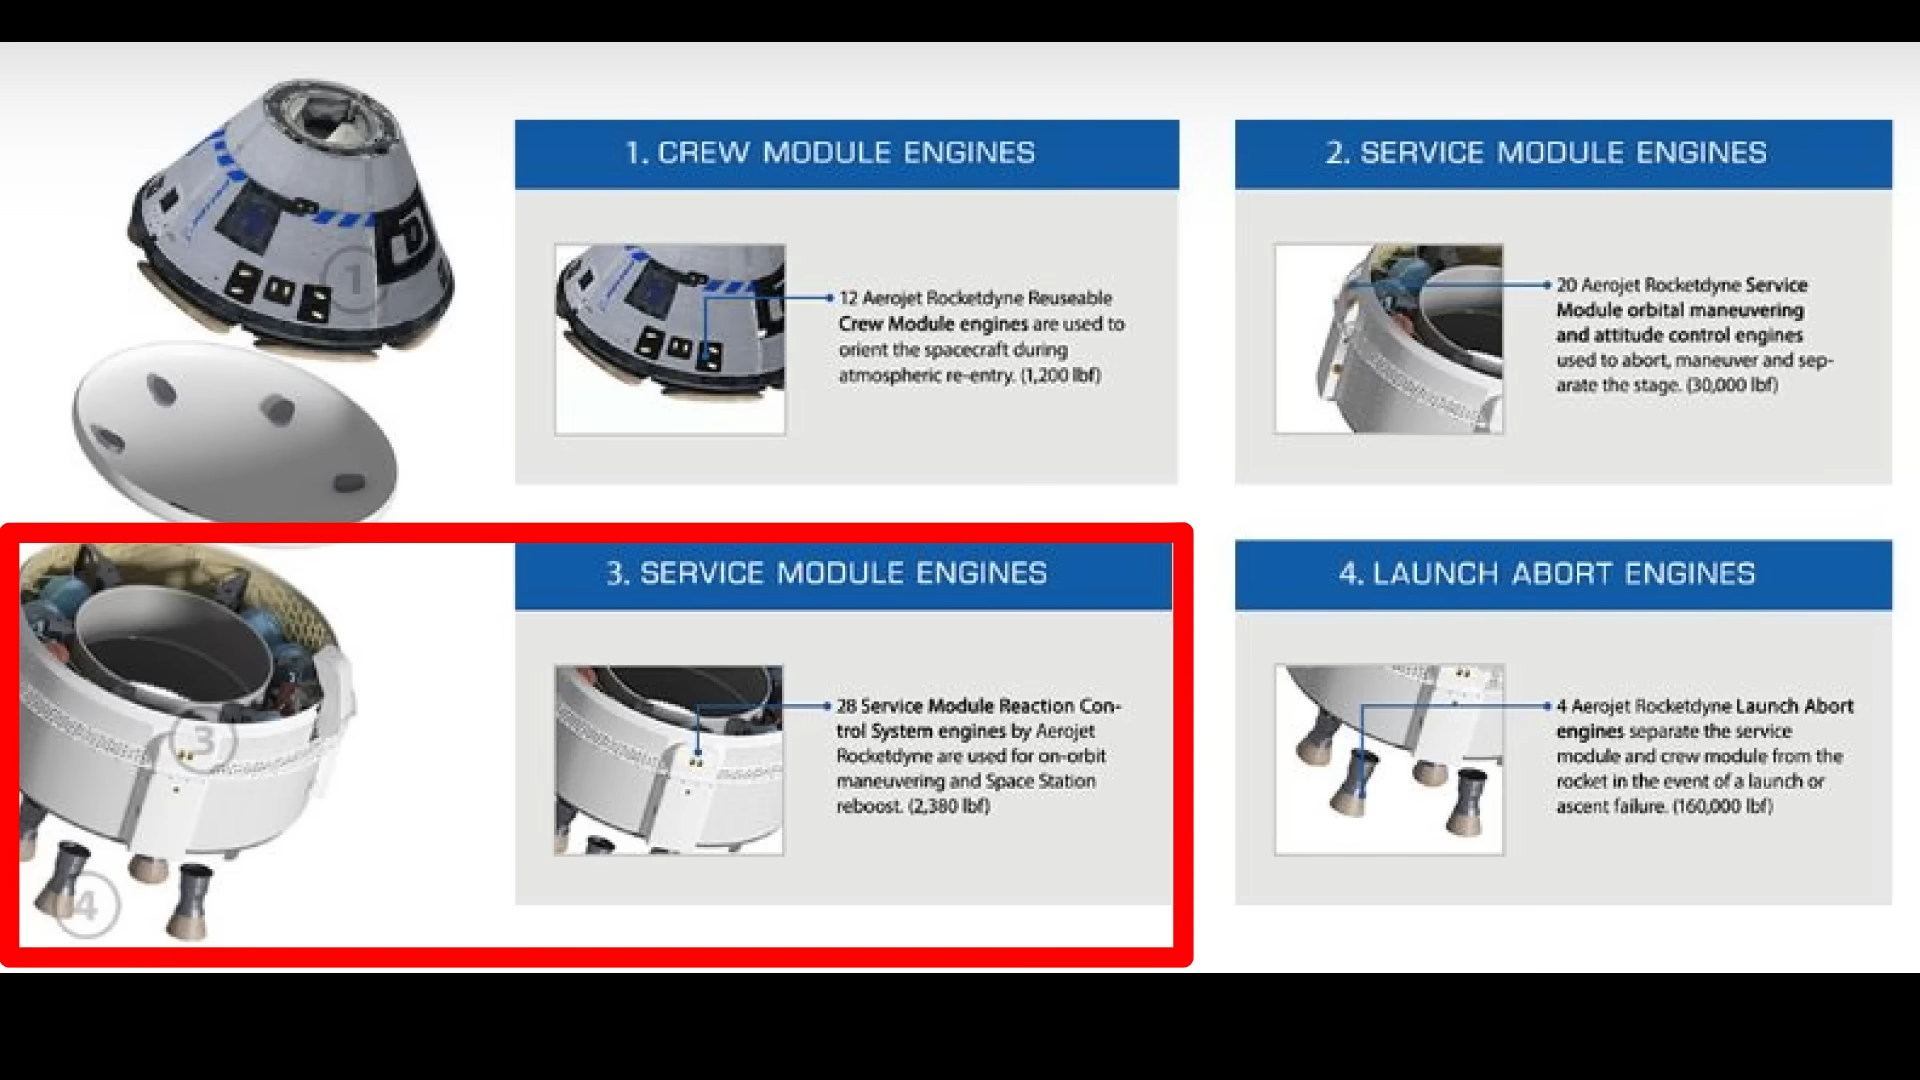 1. CREW MODULE ENGINES
12 Aerojet Rocketdyne Reuseable
Crew Module engines are used to
orient the spacecraft during
atmospheric re-entry. (1,200 lbf)
2. SERVICE MODULE ENGINES
20 Aerojet Rocketdyne Service
Module orbital maneuvering
and attitude control engines
used to abort, maneuver and sep-
arate the stage. (30,000 lbf)
1
3. SERVICE MODULE ENGINES
28 Service Module Reaction Con-
trol System engines by Aerojet
Rocketdyne are used for on-orbit
maneuvering and Space Station
reboost. (2,380 lbf)
4. LAUNCH ABORT ENGINES
4 Aerojet Rocketdyne Launch Abort
engines separate the service
module and crew module from the
rocket in the event of a launch or
ascent failure. (160,000 lbf)
3
4